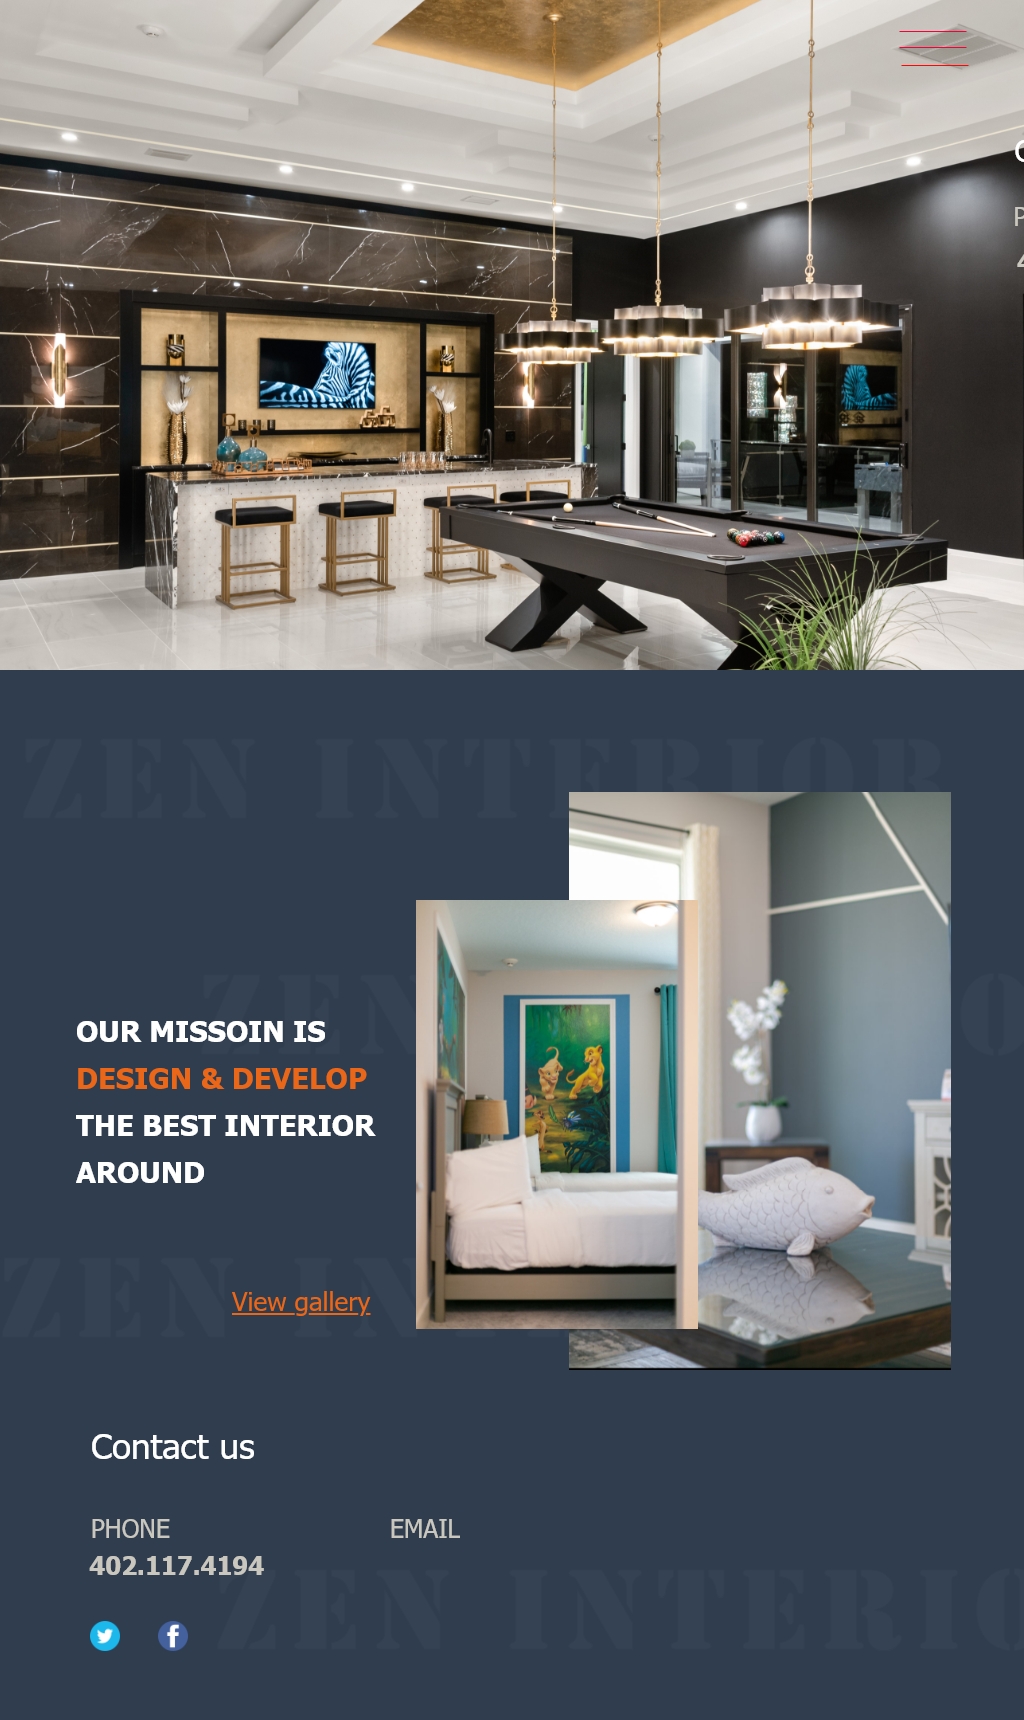 ZEN INTERIOR
OUR MISSOIN IS
DESIGN & DEVELOP
THE BEST INTERIOR
AROUND
View gallery
Contact us
PHONE
EMAIL
402.117.4194